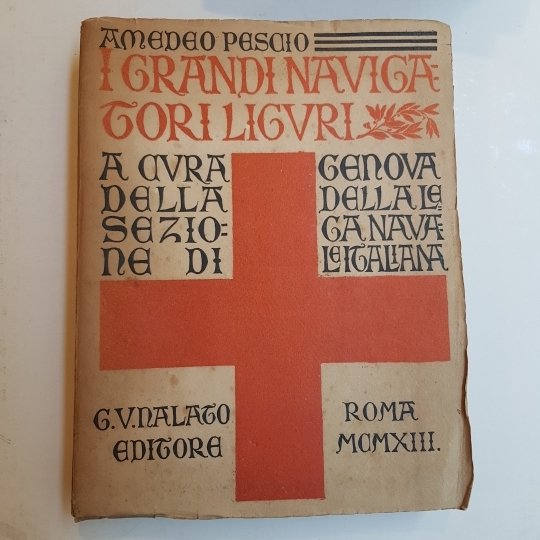 AMEDEO PESCIO
I GRANDI NAVIGA-
TORI LIGURI
A CURA
DELLA
SEZIO=
NE DI
GENOVA
DELLA LE=
GA NAVA=
LE ITALIANA
G. V. NALATO
EDITORE
ROMA
MCMXIII.